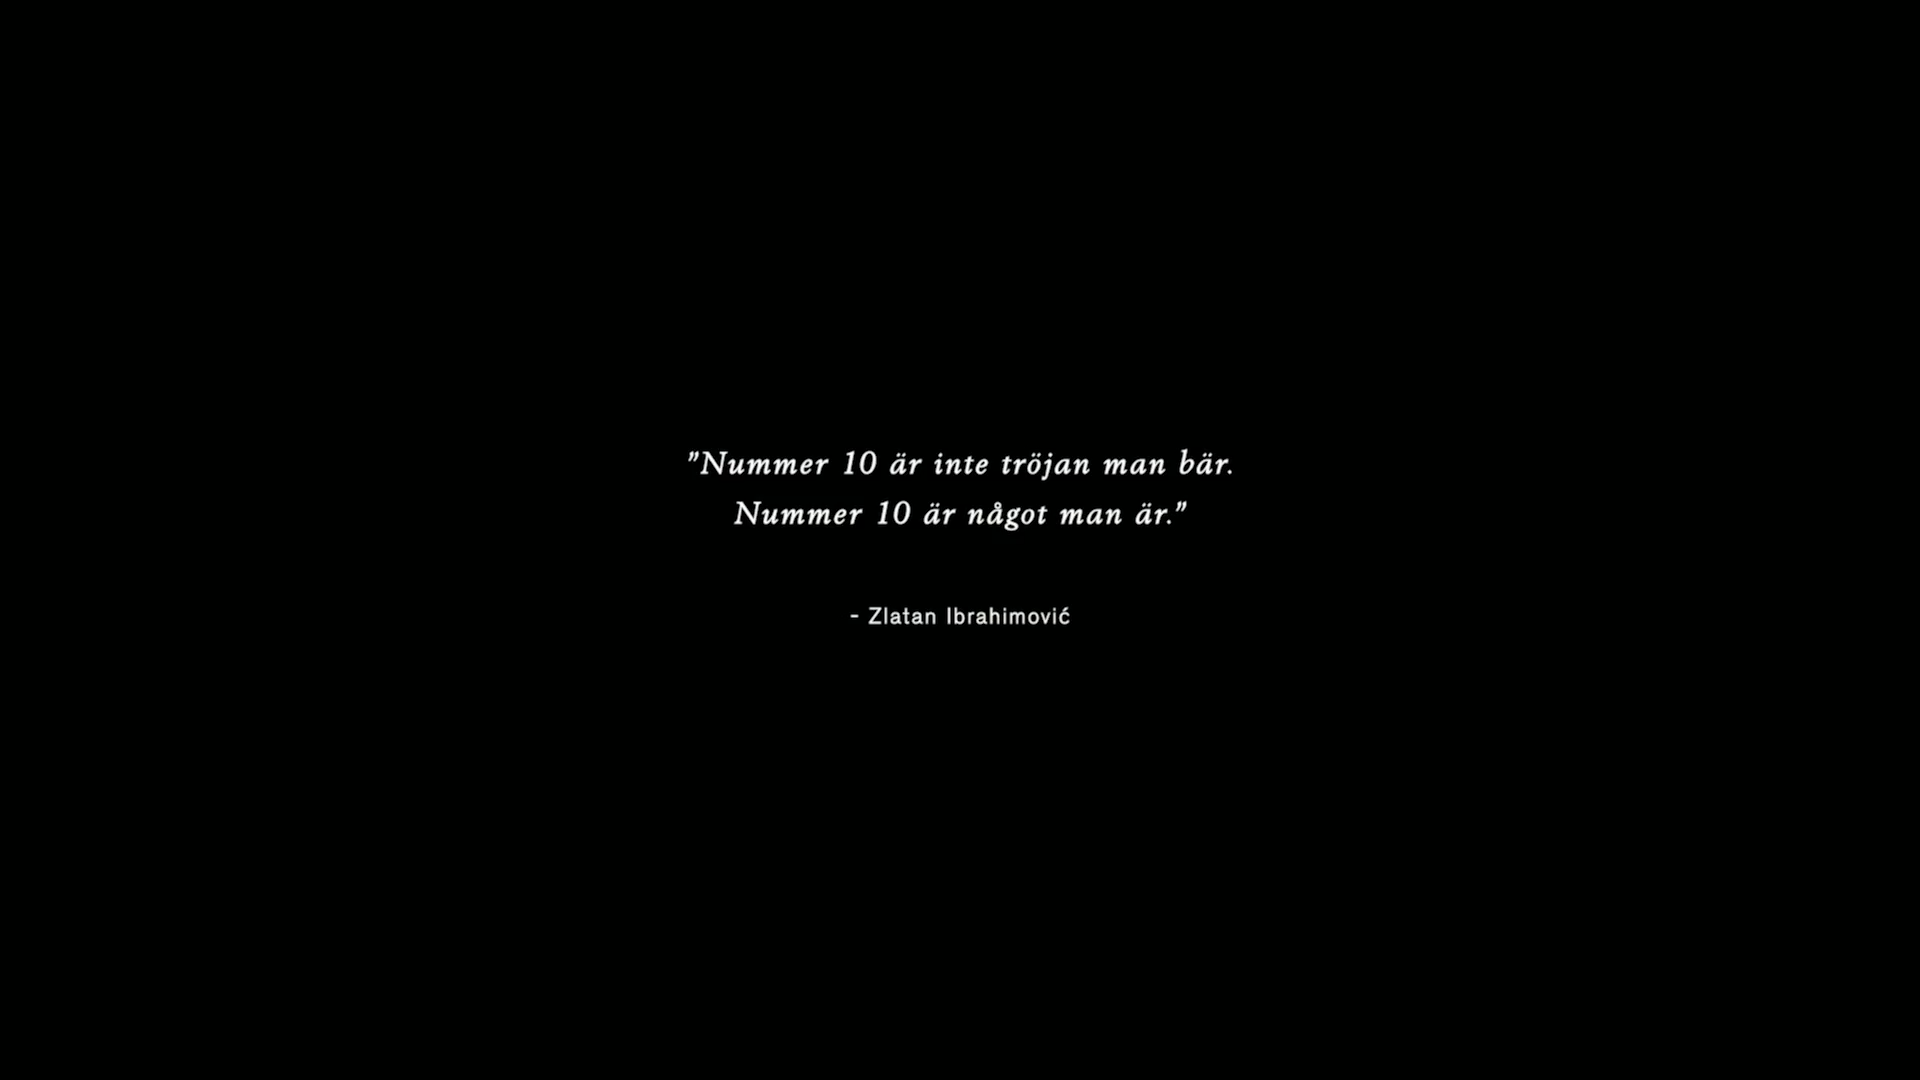 "Nummer 10 är inte tröjan man bär.
Nummer 10 är något man är."
- Zlatan Ibrahimović